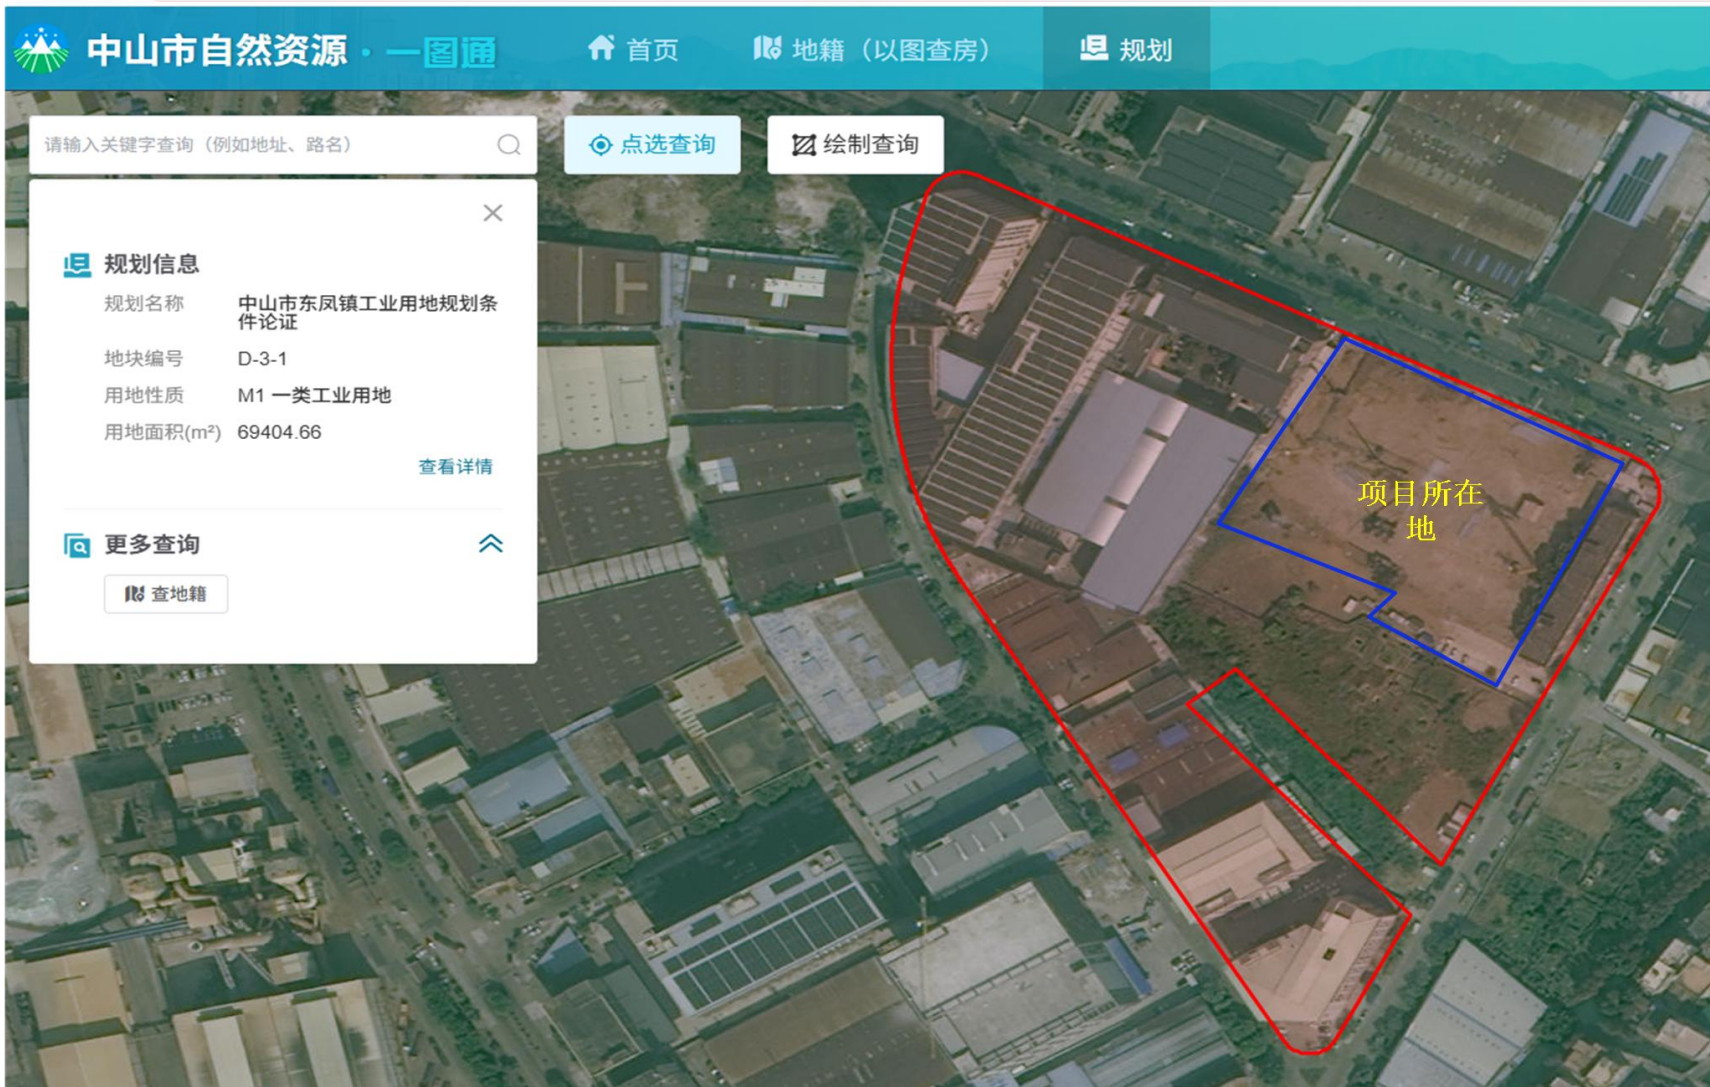 中山市自然资源·一图通
首页
地籍（以图查房）
规划
请输入关键字查询（例如地址、路名）
点选查询
绘制查询
规划信息
规划名称 中山市东凤镇工业用地规划条
件论证
地块编号 D-3-1
用地性质 M1 一类工业用地
用地面积(m²) 69404.66
查看详情
更多查询
查地籍
项目所在
地